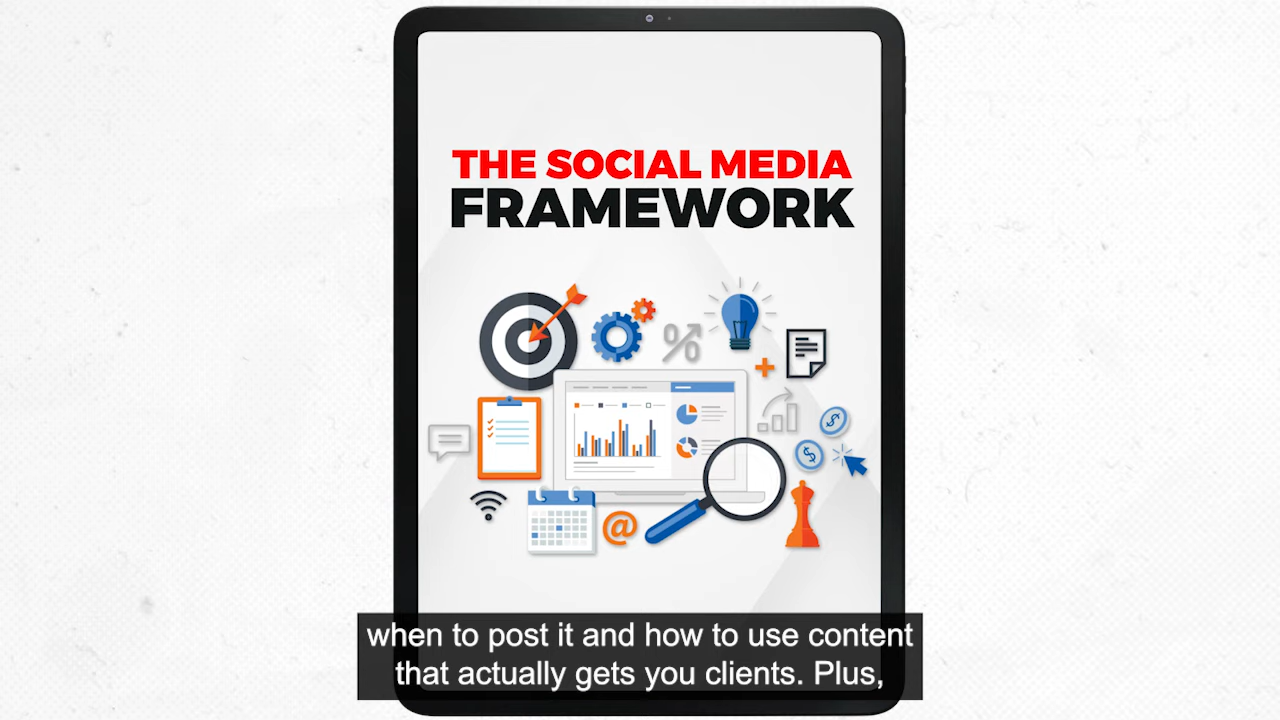 THE SOCIAL MEDIA
FRAMEWORK
%
@
$
$
when to post it and how to use content
that actually gets you clients. Plus,